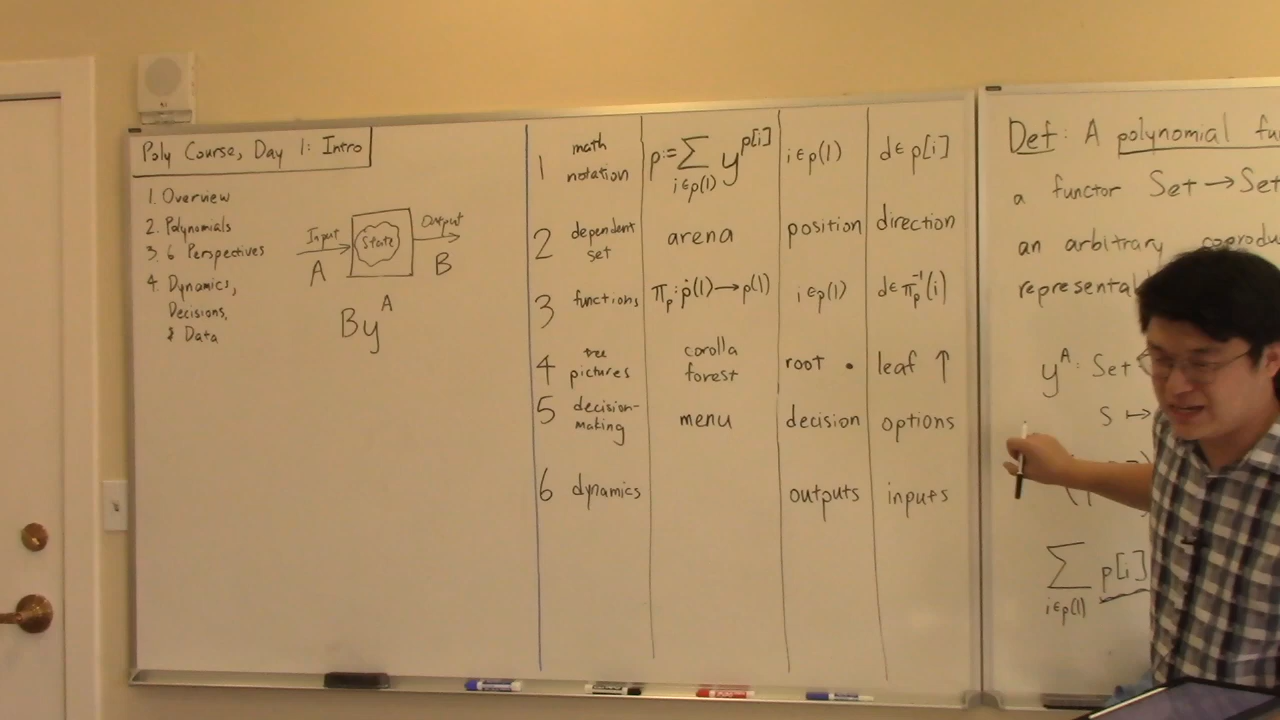 Poly Course, Day 1: Intro
1. Overview
2. Polynomials
3. 6 Perspectives
4. Dynamics,
Decisions,
& Data
Input
A
State
Output
B
By^A
1 math notation p := ∑_{i∈p(1)} y^{p[i]} i∈p(1) d∈p[i]
2 dependent set arena position direction
3 functions π_p: ṗ(1)→p(1) i∈p(1) d∈π_p^{-1}(i)
4 tree pictures corolla forest root • leaf ↑
5 decision-making menu decision options
6 dynamics outputs inputs
Def: A polynomial
a functor Set → Set
an arbitrary
y^A: Set
S ↦
∑_{i∈p(1)} p[i]